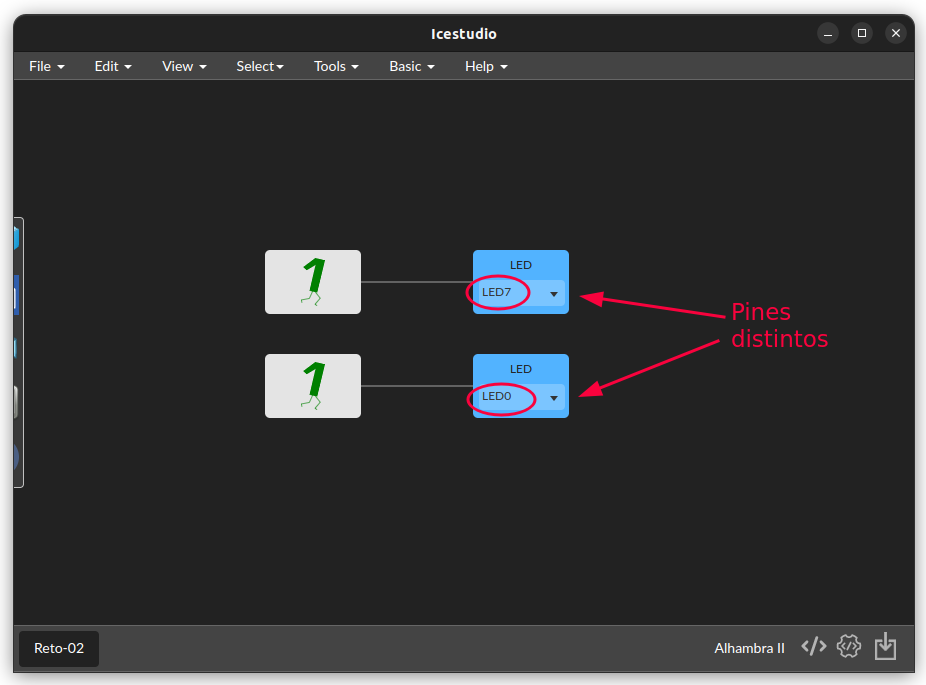 Icestudio
File Edit View Select Tools Basic Help
1
LED
LED7
Pines
distintos
1
LED
LED0
Reto-02
Alhambra II </> </>